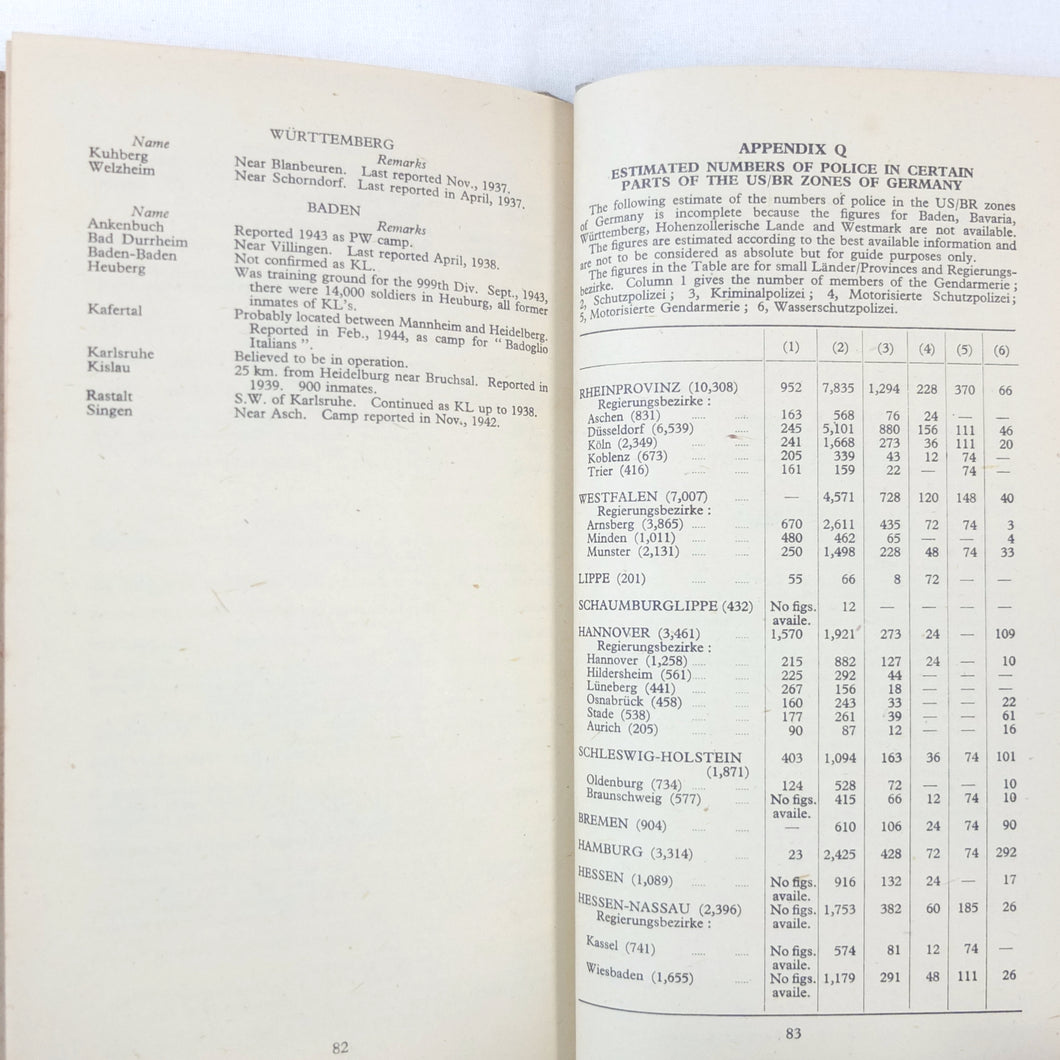 WÜRTTEMBERG
Name Remarks
Kuhberg Near Blanbeuren. Last reported Nov., 1937.
Welzheim Near Schorndorf. Last reported in April, 1937.
BADEN
Name Remarks
Ankenbuch Reported 1943 as PW camp.
Bad Durrheim Near Villingen. Last reported April, 1938.
Baden-Baden Not confirmed as KL.
Heuberg Was training ground for the 999th Div. Sept., 1943,
there were 14,000 soldiers in Heuburg, all former
inmates of KL's.
Kafertal Probably located between Mannheim and Heidelberg.
Reported in Feb., 1944, as camp for " Badoglio
Italians ".
Karlsruhe Believed to be in operation.
Kislau 25 km. from Heidelburg near Bruchsal. Reported in
1939. 900 inmates.
Rastalt S.W. of Karlsruhe. Continued as KL up to 1938.
Singen Near Asch. Camp reported in Nov., 1942.
82
APPENDIX Q
ESTIMATED NUMBERS OF POLICE IN CERTAIN
PARTS OF THE US/BR ZONES OF GERMANY
The following estimate of the numbers of police in the US/BR zones
of Germany is incomplete because the figures for Baden, Bavaria,
Württemberg, Hohenzollerische Lande and Westmark are not available.
The figures are estimated according to the best available information and
are not to be considered as absolute but for guide purposes only.
The figures in the Table are for small Länder/Provinces and Regierungs-
bezirke. Column 1 gives the number of members of the Gendarmerie ;
2, Schutzpolizei ; 3, Kriminalpolizei ; 4, Motorisierte Schutzpolizei ;
5, Motorisierte Gendarmerie ; 6, Wasserschutzpolizei.
(1) (2) (3) (4) (5) (6)
RHEINPROVINZ (10,308) 952 7,835 1,294 228 370 66
Regierungsbezirke :
Aschen (831) ..... ..... 163 568 76 24 — —
Düsseldorf (6,539) ..... 245 5,101 880 156 111 46
Köln (2,349) ..... ..... 241 1,668 273 36 111 20
Koblenz (673) ..... ..... 205 339 43 12 74 —
Trier (416) ..... ..... 161 159 22 — 74 —
WESTFALEN (7,007) ..... — 4,571 728 120 148 40
Regierungsbezirke :
Arnsberg (3,865) ..... ..... 670 2,611 435 72 74 3
Minden (1,011) ..... ..... 480 462 65 — — 4
Munster (2,131) ..... ..... 250 1,498 228 48 74 33
LIPPE (201) ..... ..... 55 66 8 72 — —
SCHAUMBURGLIPPE (432) No figs. 12 — — — —
availe.
HANNOVER (3,461) ..... 1,570 1,921 273 24 — 109
Regierungsbezirke :
Hannover (1,258) ..... ..... 215 882 127 24 — 10
Hildersheim (561) ..... ..... 225 292 44 — — —
Lüneberg (441) ..... ..... 267 156 18 — — —
Osnabrück (458) ..... ..... 160 243 33 — — 22
Stade (538) ..... ..... 177 261 39 — — 61
Aurich (205) ..... ..... 90 87 12 — — 16
SCHLESWIG-HOLSTEIN 403 1,094 163 36 74 101
(1,871)
Oldenburg (734) ..... ..... 124 528 72 — — 10
Braunschweig (577) ..... No figs. 415 66 12 74 10
availe.
BREMEN (904) ..... ..... — 610 106 24 74 90
HAMBURG (3,314) ..... 23 2,425 428 72 74 292
HESSEN (1,089) ..... ..... No figs. 916 132 24 — 17
availe.
HESSEN-NASSAU (2,396) No figs. 1,753 382 60 185 26
Regierungsbezirke : availe.
Kassel (741) ..... ..... No figs. 574 81 12 74 —
availe.
Wiesbaden (1,655) ..... No figs. 1,179 291 48 111 26
availe.
83